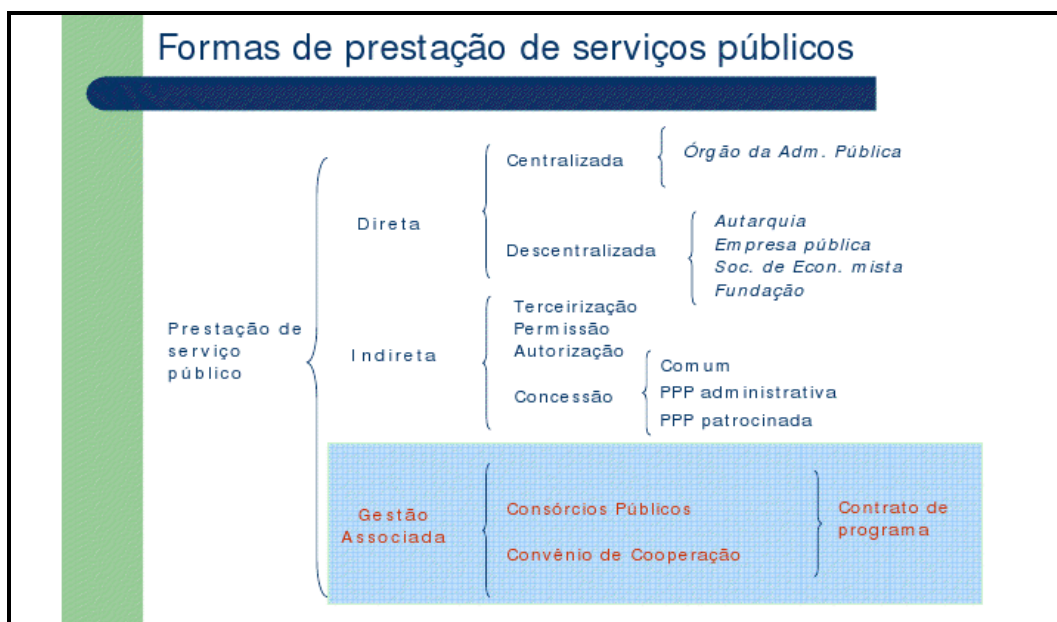 Formas de prestação de serviços públicos
Prestação de
serviço
público
Direta
Centralizada
Órgão da Adm. Pública
Descentralizada
Autarquia
Empresa pública
Soc. de Econ. mista
Fundação
Indireta
Terceirização
Permissão
Autorização
Concessão
Comum
PPP administrativa
PPP patrocinada
Gestão
Associada
Consórcios Públicos
Convênio de Cooperação
Contrato de
programa